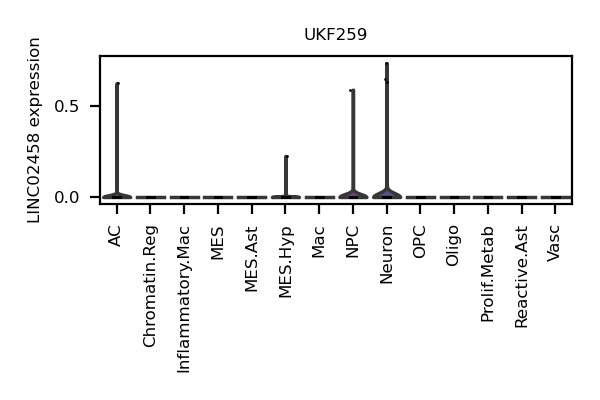 UKF259
LINC02458 expression
0.5
0.0
AC
Chromatin.Reg
Inflammatory.Mac
MES
MES.Ast
MES.Hyp
Mac
NPC
Neuron
OPC
Oligo
Prolif.Metab
Reactive.Ast
Vasc